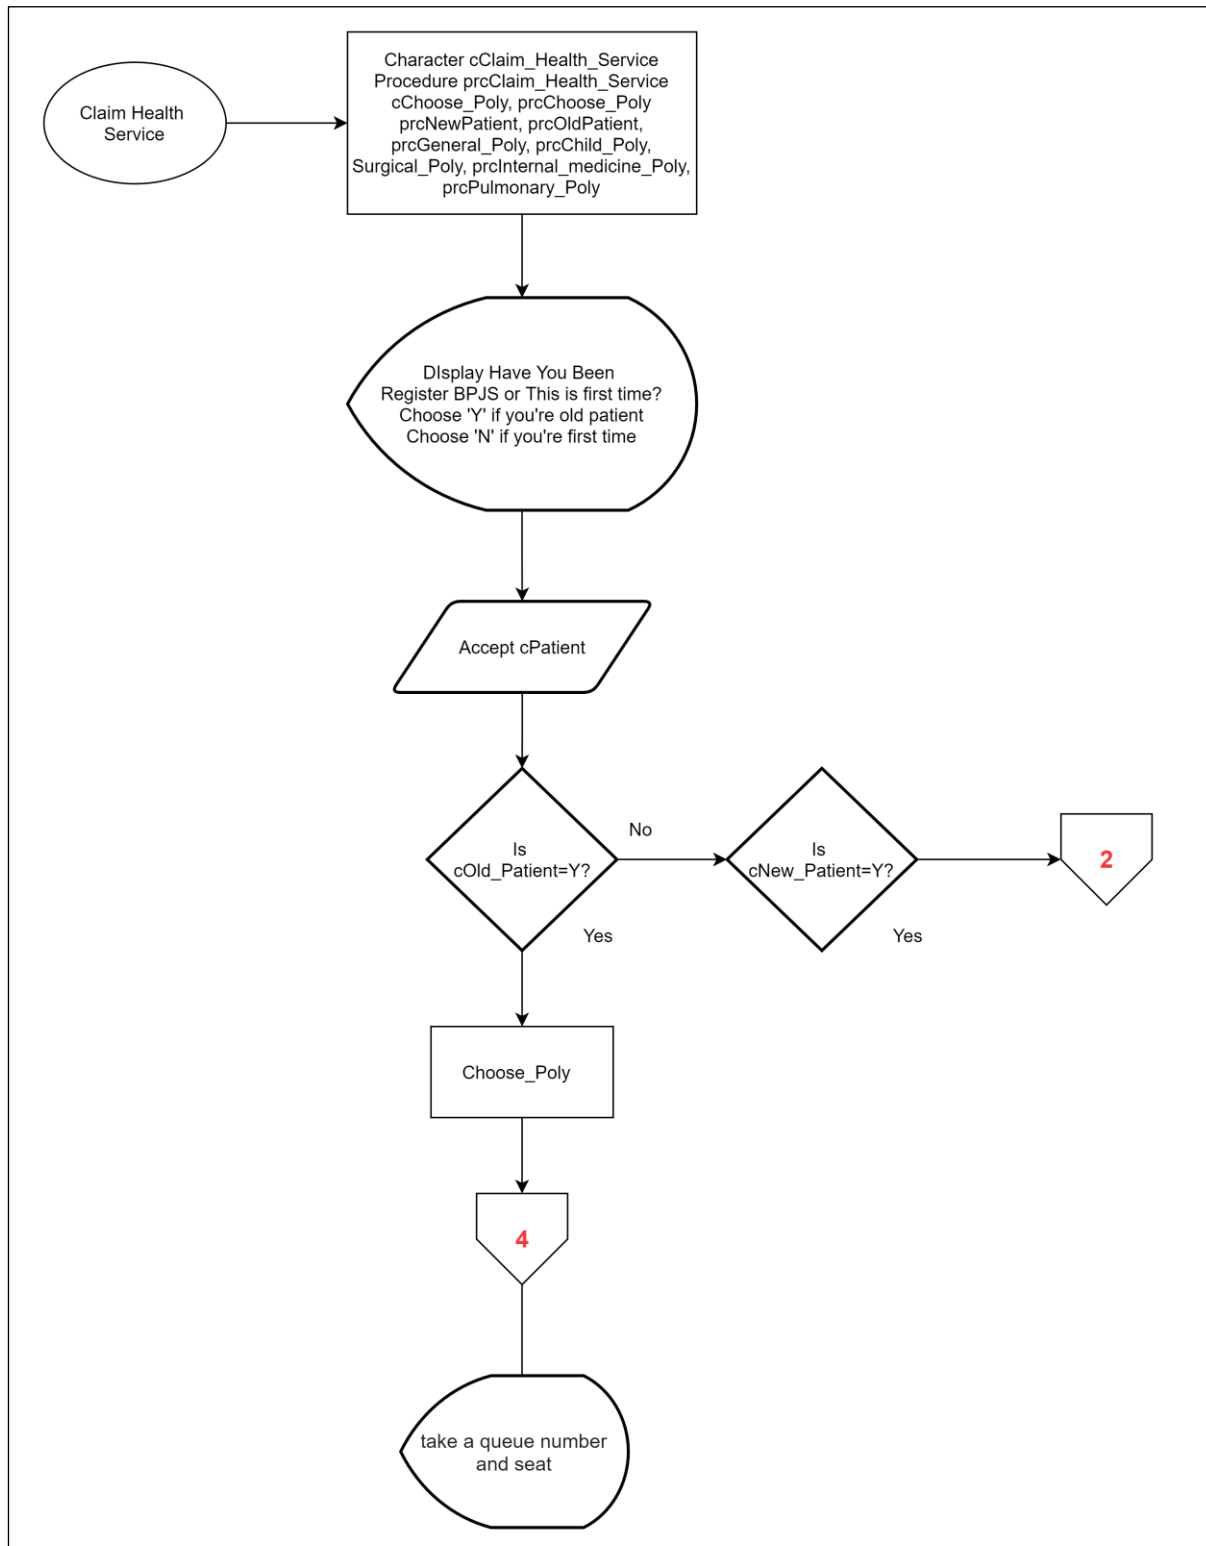 Claim Health
Service
Character cClaim_Health_Service
Procedure prcClaim_Health_Service
cChoose_Poly, prcChoose_Poly
prcNewPatient, prcOldPatient,
prcGeneral_Poly, prcChild_Poly,
Surgical_Poly, prcInternal_medicine_Poly,
prcPulmonary_Poly
DIsplay Have You Been
Register BPJS or This is first time?
Choose 'Y' if you're old patient
Choose 'N' if you're first time
Accept cPatient
Is
cOld_Patient=Y?
No
Yes
Is
cNew_Patient=Y?
Yes
2
Choose_Poly
4
take a queue number
and seat